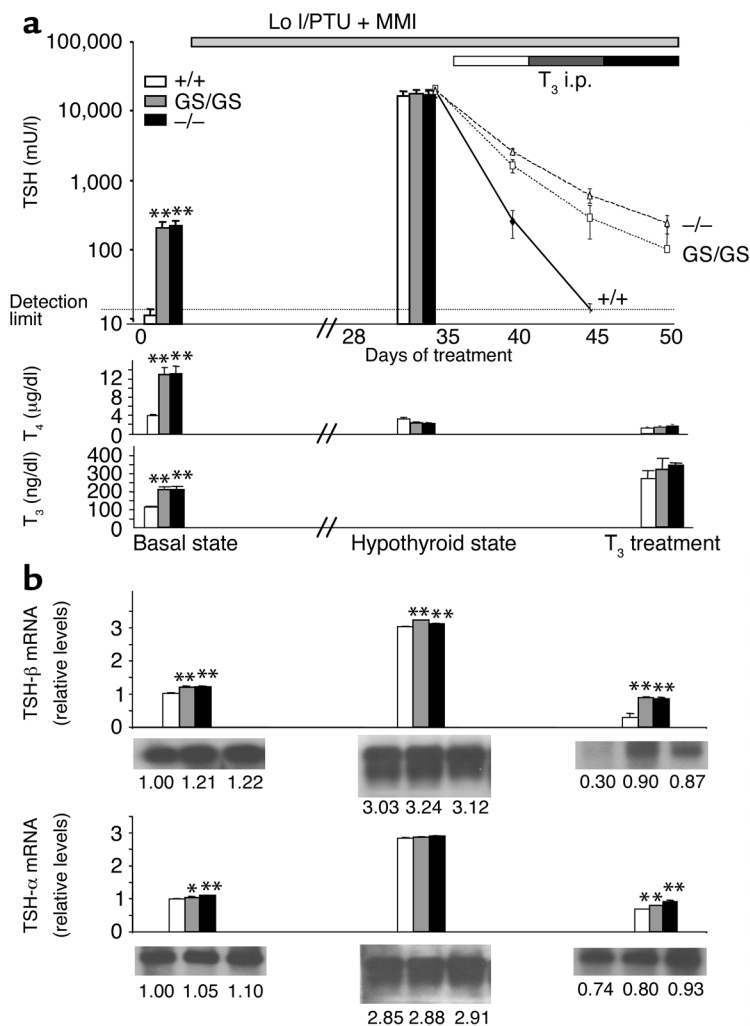 a
Lo I/PTU + MMI
T3 i.p.
100,000
10,000
1,000
100
10
TSH (mU/l)
+/+
GS/GS
–/–
** **
Detection
limit
–/–
GS/GS
+/+
0 28 35 40 45 50
Days of treatment
12
8
4
0
T4 (μg/dl)
** **
400
300
200
100
0
T3 (ng/dl)
** **
Basal state Hypothyroid state T3 treatment
b
3
2
1
0
TSH-β mRNA
(relative levels)
** **
** **
** **
1.00 1.21 1.22
3.03 3.24 3.12
0.30 0.90 0.87
3
2
1
0
TSH-α mRNA
(relative levels)
* **
** **
1.00 1.05 1.10
2.85 2.88 2.91
0.74 0.80 0.93